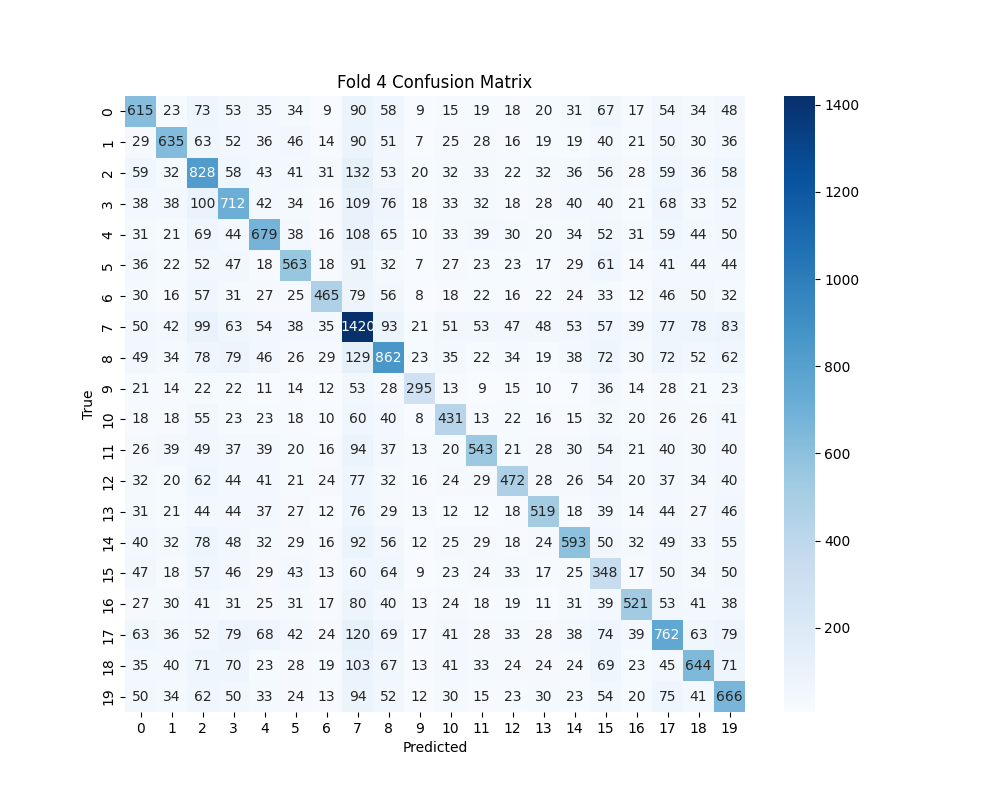 Fold 4 Confusion Matrix
0 615 23 73 53 35 34 9 90 58 9 15 19 18 20 31 67 17 54 34 48
1 29 635 63 52 36 46 14 90 51 7 25 28 16 19 19 40 21 50 30 36
2 59 32 828 58 43 41 31 132 53 20 32 33 22 32 36 56 28 59 36 58
3 38 38 100 712 42 34 16 109 76 18 33 32 18 28 40 40 21 68 33 52
4 31 21 69 44 679 38 16 108 65 10 33 39 30 20 34 52 31 59 44 50
5 36 22 52 47 18 563 18 91 32 7 27 23 23 17 29 61 14 41 44 44
6 30 16 57 31 27 25 465 79 56 8 18 22 16 22 24 33 12 46 50 32
7 50 42 99 63 54 38 35 1420 93 21 51 53 47 48 53 57 39 77 78 83
8 49 34 78 79 46 26 29 129 862 23 35 22 34 19 38 72 30 72 52 62
9 21 14 22 22 11 14 12 53 28 295 13 9 15 10 7 36 14 28 21 23
10 18 18 55 23 23 18 10 60 40 8 431 13 22 16 15 32 20 26 26 41
11 26 39 49 37 39 20 16 94 37 13 20 543 21 28 30 54 21 40 30 40
12 32 20 62 44 41 21 24 77 32 16 24 29 472 28 26 54 20 37 34 40
13 31 21 44 44 37 27 12 76 29 13 12 12 18 519 18 39 14 44 27 46
14 40 32 78 48 32 29 16 92 56 12 25 29 18 24 593 50 32 49 33 55
15 47 18 57 46 29 43 13 60 64 9 23 24 33 17 25 348 17 50 34 50
16 27 30 41 31 25 31 17 80 40 13 24 18 19 11 31 39 521 53 41 38
17 63 36 52 79 68 42 24 120 69 17 41 28 33 28 38 74 39 762 63 79
18 35 40 71 70 23 28 19 103 67 13 41 33 24 24 24 69 23 45 644 71
19 50 34 62 50 33 24 13 94 52 12 30 15 23 30 23 54 20 75 41 666
0 1 2 3 4 5 6 7 8 9 10 11 12 13 14 15 16 17 18 19
Predicted
True
1400
1200
1000
800
600
400
200